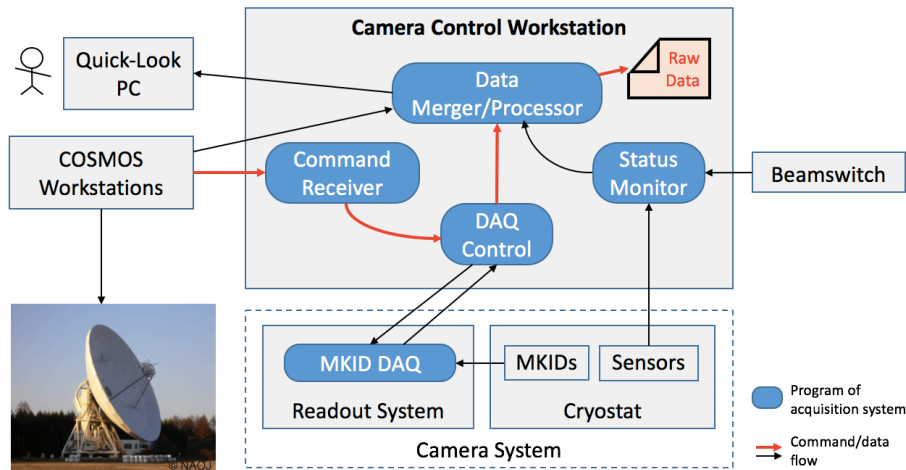 Camera Control Workstation
Quick-Look
PC
Data
Merger/Processor
Raw
Data
COSMOS
Workstations
Command
Receiver
Status
Monitor
Beamswitch
DAQ
Control
MKID DAQ
MKIDs
Sensors
Readout System
Cryostat
Camera System
© NAOJ
Program of
acquisition system
Command/data
flow